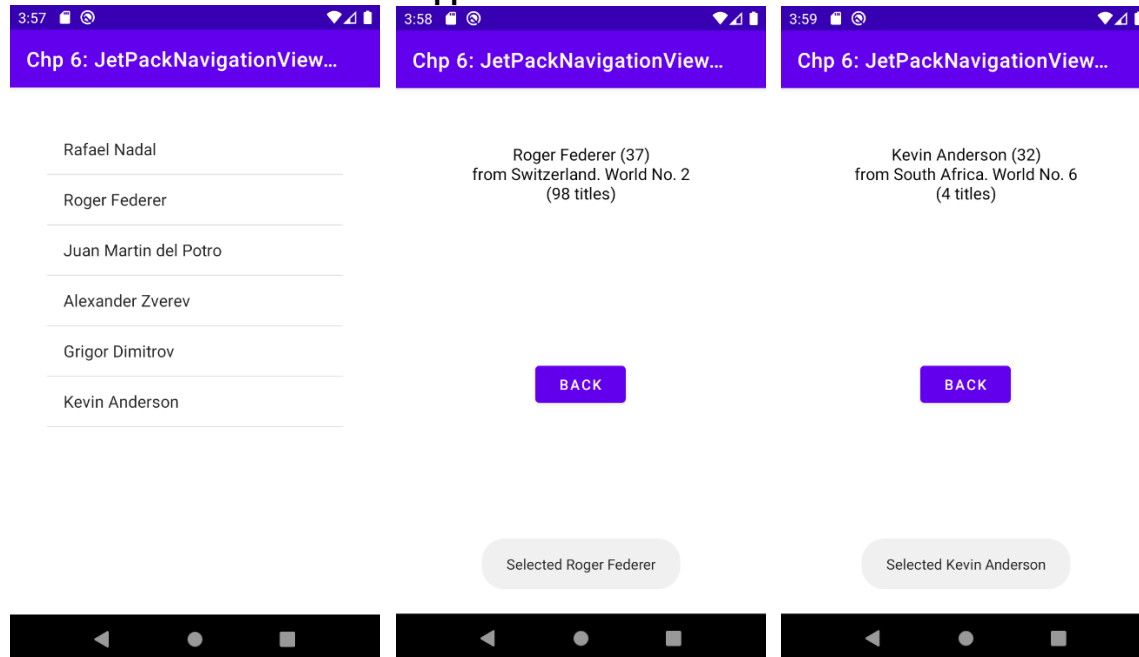 3:57
Chp 6: JetPackNavigationView...
Rafael Nadal
Roger Federer
Juan Martin del Potro
Alexander Zverev
Grigor Dimitrov
Kevin Anderson
3:58
Chp 6: JetPackNavigationView...
Roger Federer (37)
from Switzerland. World No. 2
(98 titles)
BACK
Selected Roger Federer
3:59
Chp 6: JetPackNavigationView...
Kevin Anderson (32)
from South Africa. World No. 6
(4 titles)
BACK
Selected Kevin Anderson